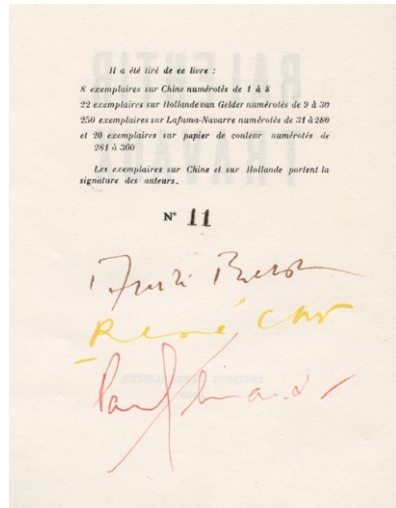 Il a été tiré de ce livre :
8 exemplaires sur Chine numérotés de 1 à 8
22 exemplaires sur Hollande van Gelder numérotés de 9 à 30
250 exemplaires sur Lafuma-Navarre numérotés de 31 à 280
et 20 exemplaires sur papier de couleur numérotés de
281 à 300
Les exemplaires sur Chine et sur Hollande portent la
signature des auteurs.
N° 11
André Breton
René Char
Paul Eluard
RALENTIR
TRAVAUX